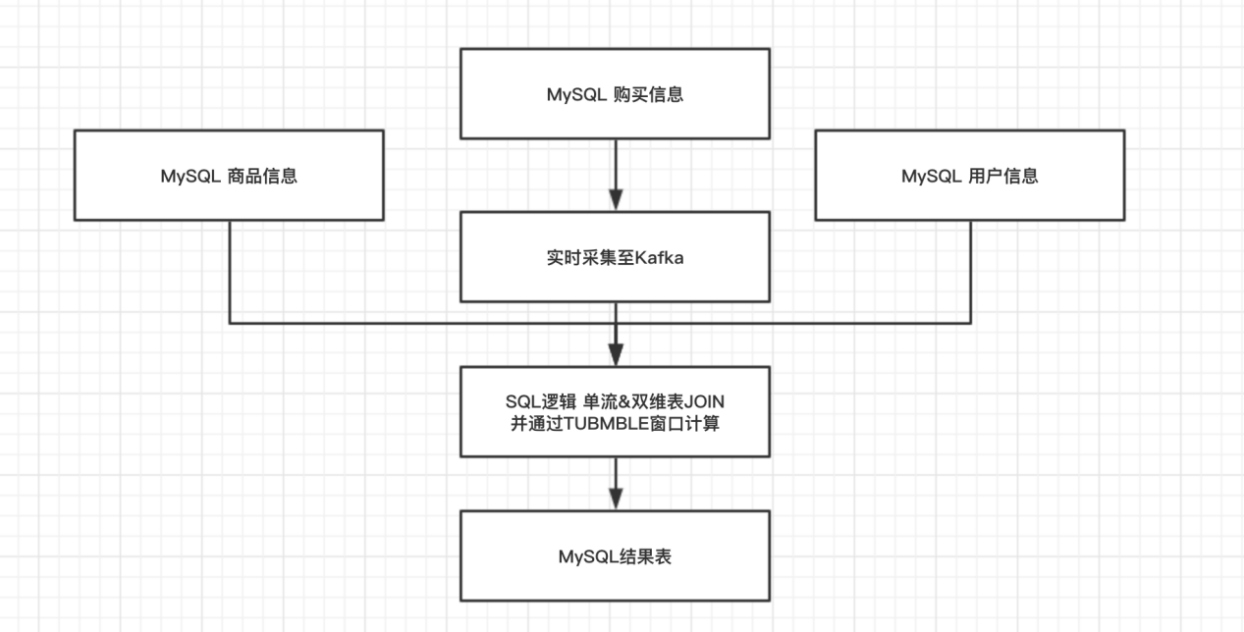 MySQL 购买信息
MySQL 商品信息
MySQL 用户信息
实时采集至Kafka
SQL逻辑 单流&双维表JOIN
并通过TUBMBLE窗口计算
MySQL结果表